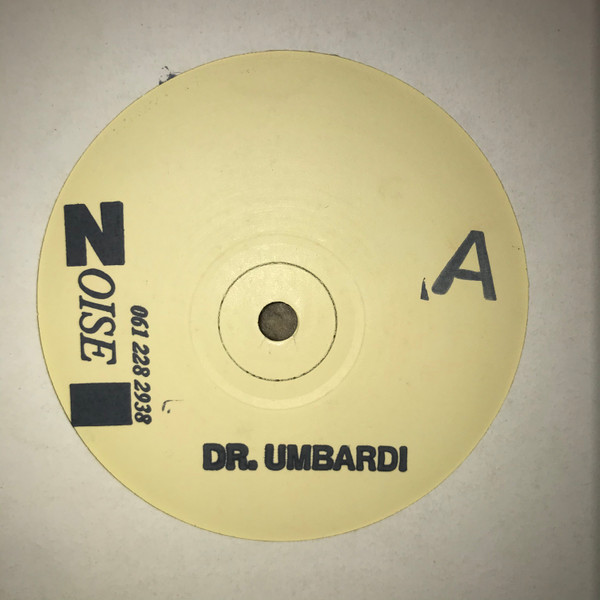 NOISE
061 228 2938
A
DR. UMBARDI